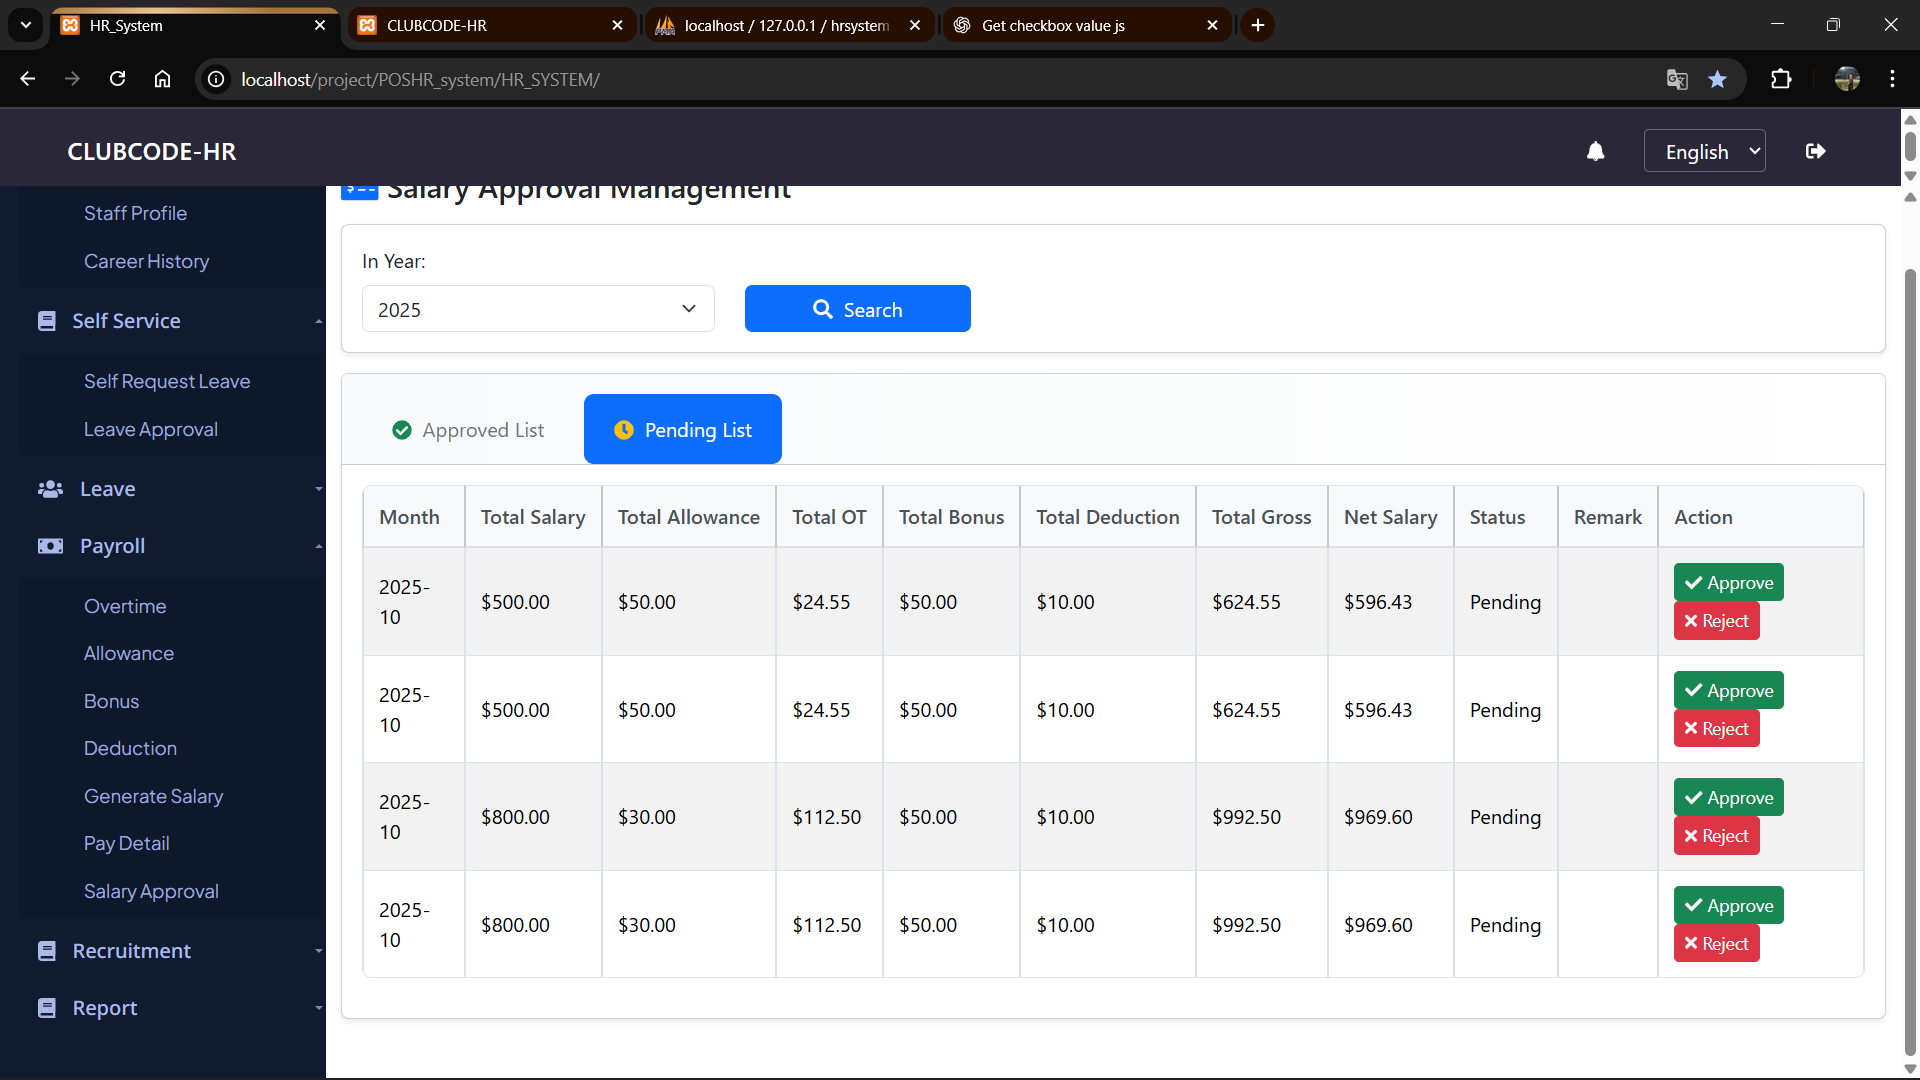 HR_System
CLUBCODE-HR
localhost / 127.0.0.1 / hrsystem
Get checkbox value js
localhost/project/POSHR_system/HR_SYSTEM/
CLUBCODE-HR
English
Staff Profile
Career History
Self Service
Self Request Leave
Leave Approval
Leave
Payroll
Overtime
Allowance
Bonus
Deduction
Generate Salary
Pay Detail
Salary Approval
Recruitment
Report
Salary Approval Management
In Year:
2025
Search
Approved List
Pending List
Month Total Salary Total Allowance Total OT Total Bonus Total Deduction Total Gross Net Salary Status Remark Action
2025-
10 $500.00 $50.00 $24.55 $50.00 $10.00 $624.55 $596.43 Pending Approve
Reject
2025-
10 $500.00 $50.00 $24.55 $50.00 $10.00 $624.55 $596.43 Pending Approve
Reject
2025-
10 $800.00 $30.00 $112.50 $50.00 $10.00 $992.50 $969.60 Pending Approve
Reject
2025-
10 $800.00 $30.00 $112.50 $50.00 $10.00 $992.50 $969.60 Pending Approve
Reject